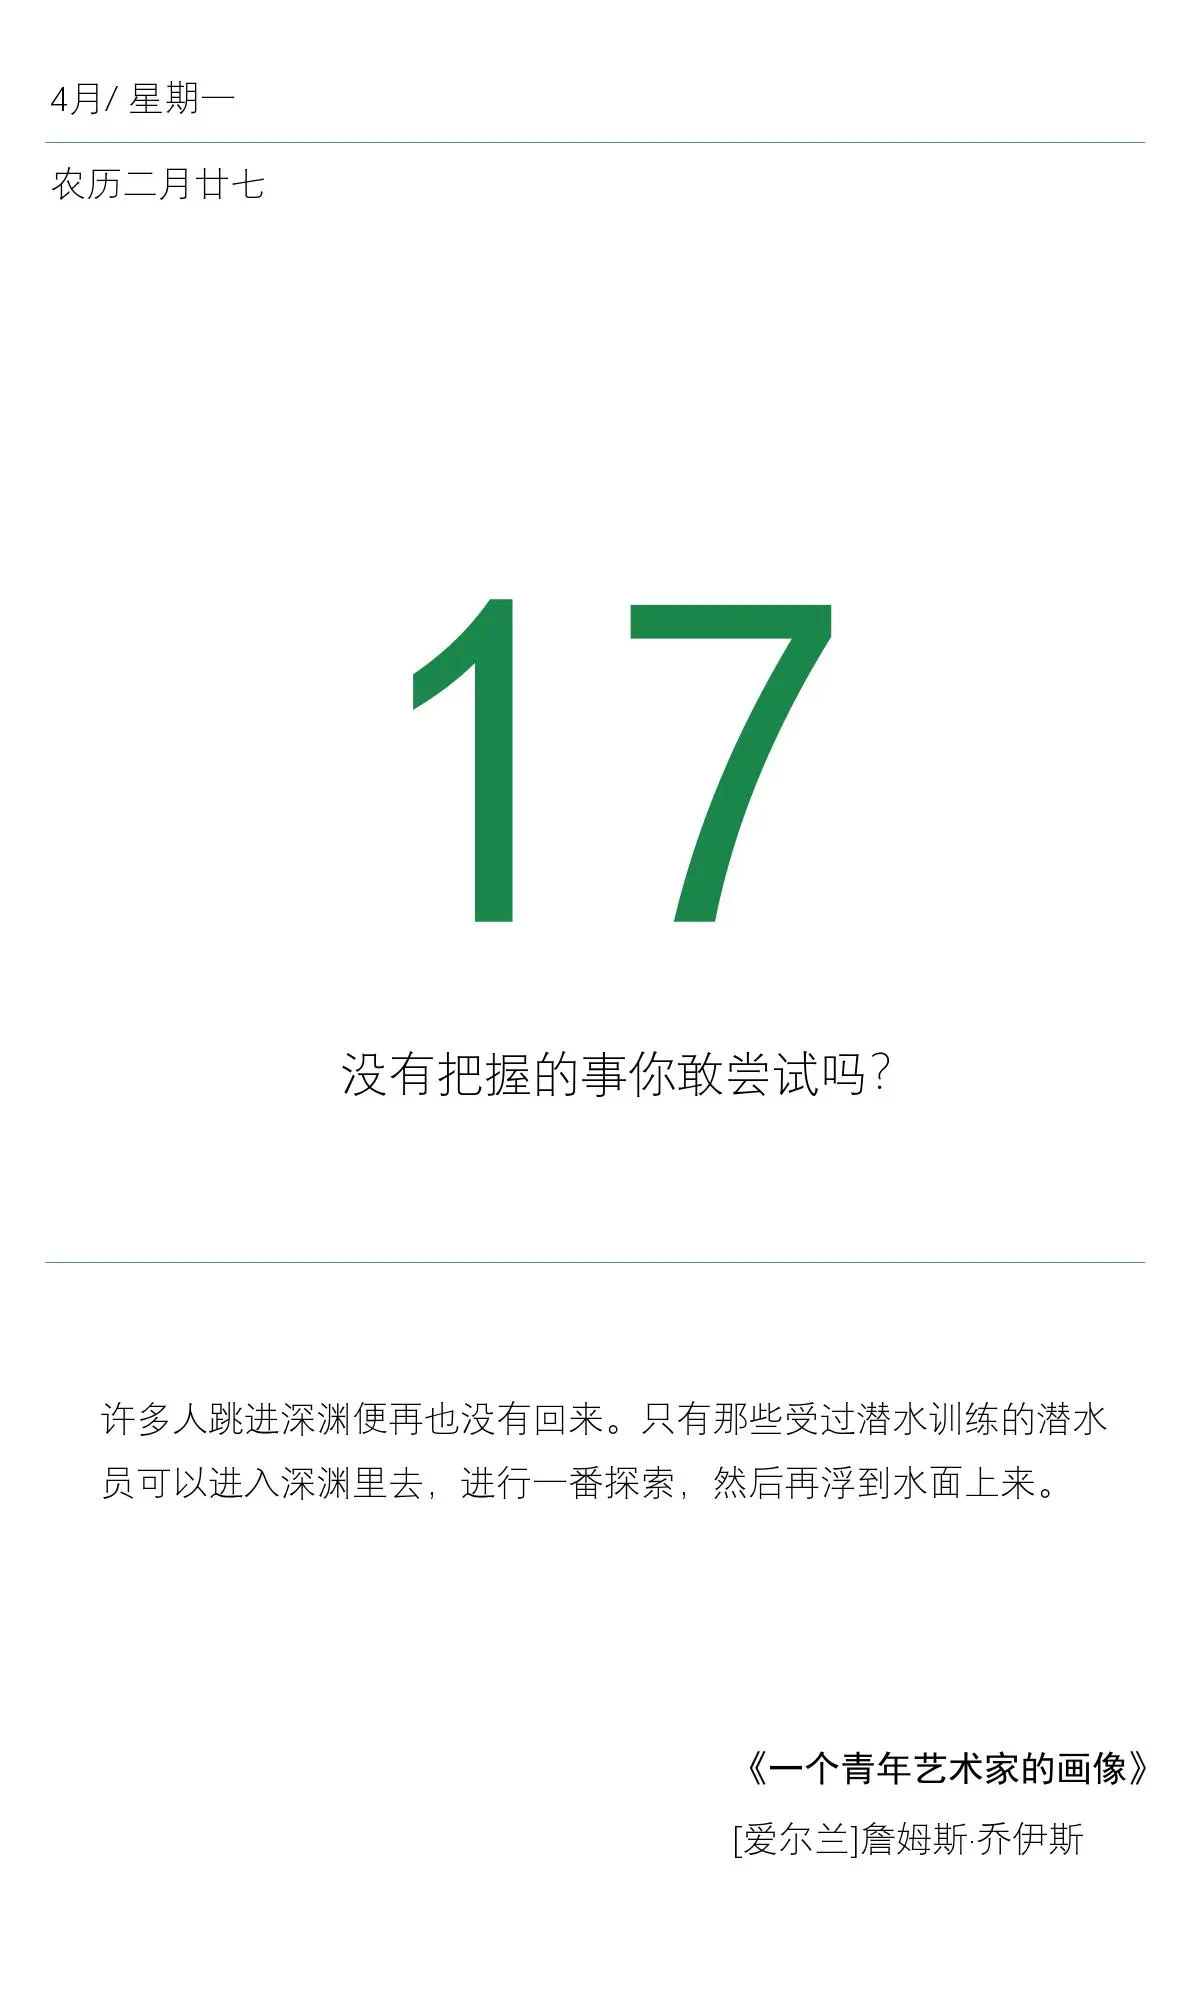 4月/ 星期一
农历二月廿七
17
没有把握的事你敢尝试吗?
许多人跳进深渊便再也没有回来。只有那些受过潜水训练的潜水
员可以进入深渊里去，进行一番探索，然后再浮到水面上来。
《一个青年艺术家的画像》
[爱尔兰]詹姆斯·乔伊斯